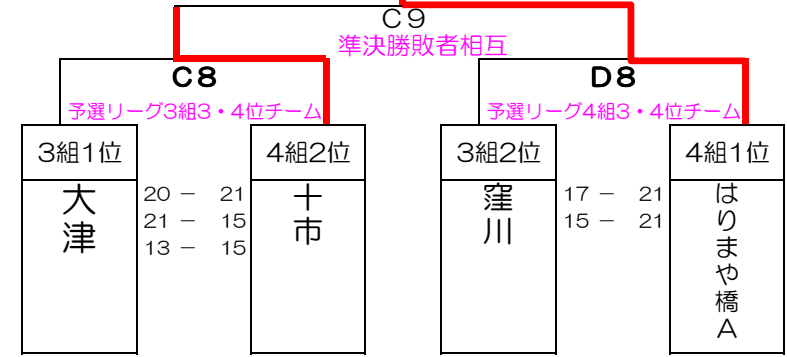 C9
準決勝敗者相互
C8
D8
予選リーグ3組3・4位チーム
予選リーグ4組3・4位チーム
3組1位
4組2位
3組2位
4組1位
大津
20 − 21
21 − 15
13 − 15
十市
窪川
17 − 21
15 − 21
はりまや橋A